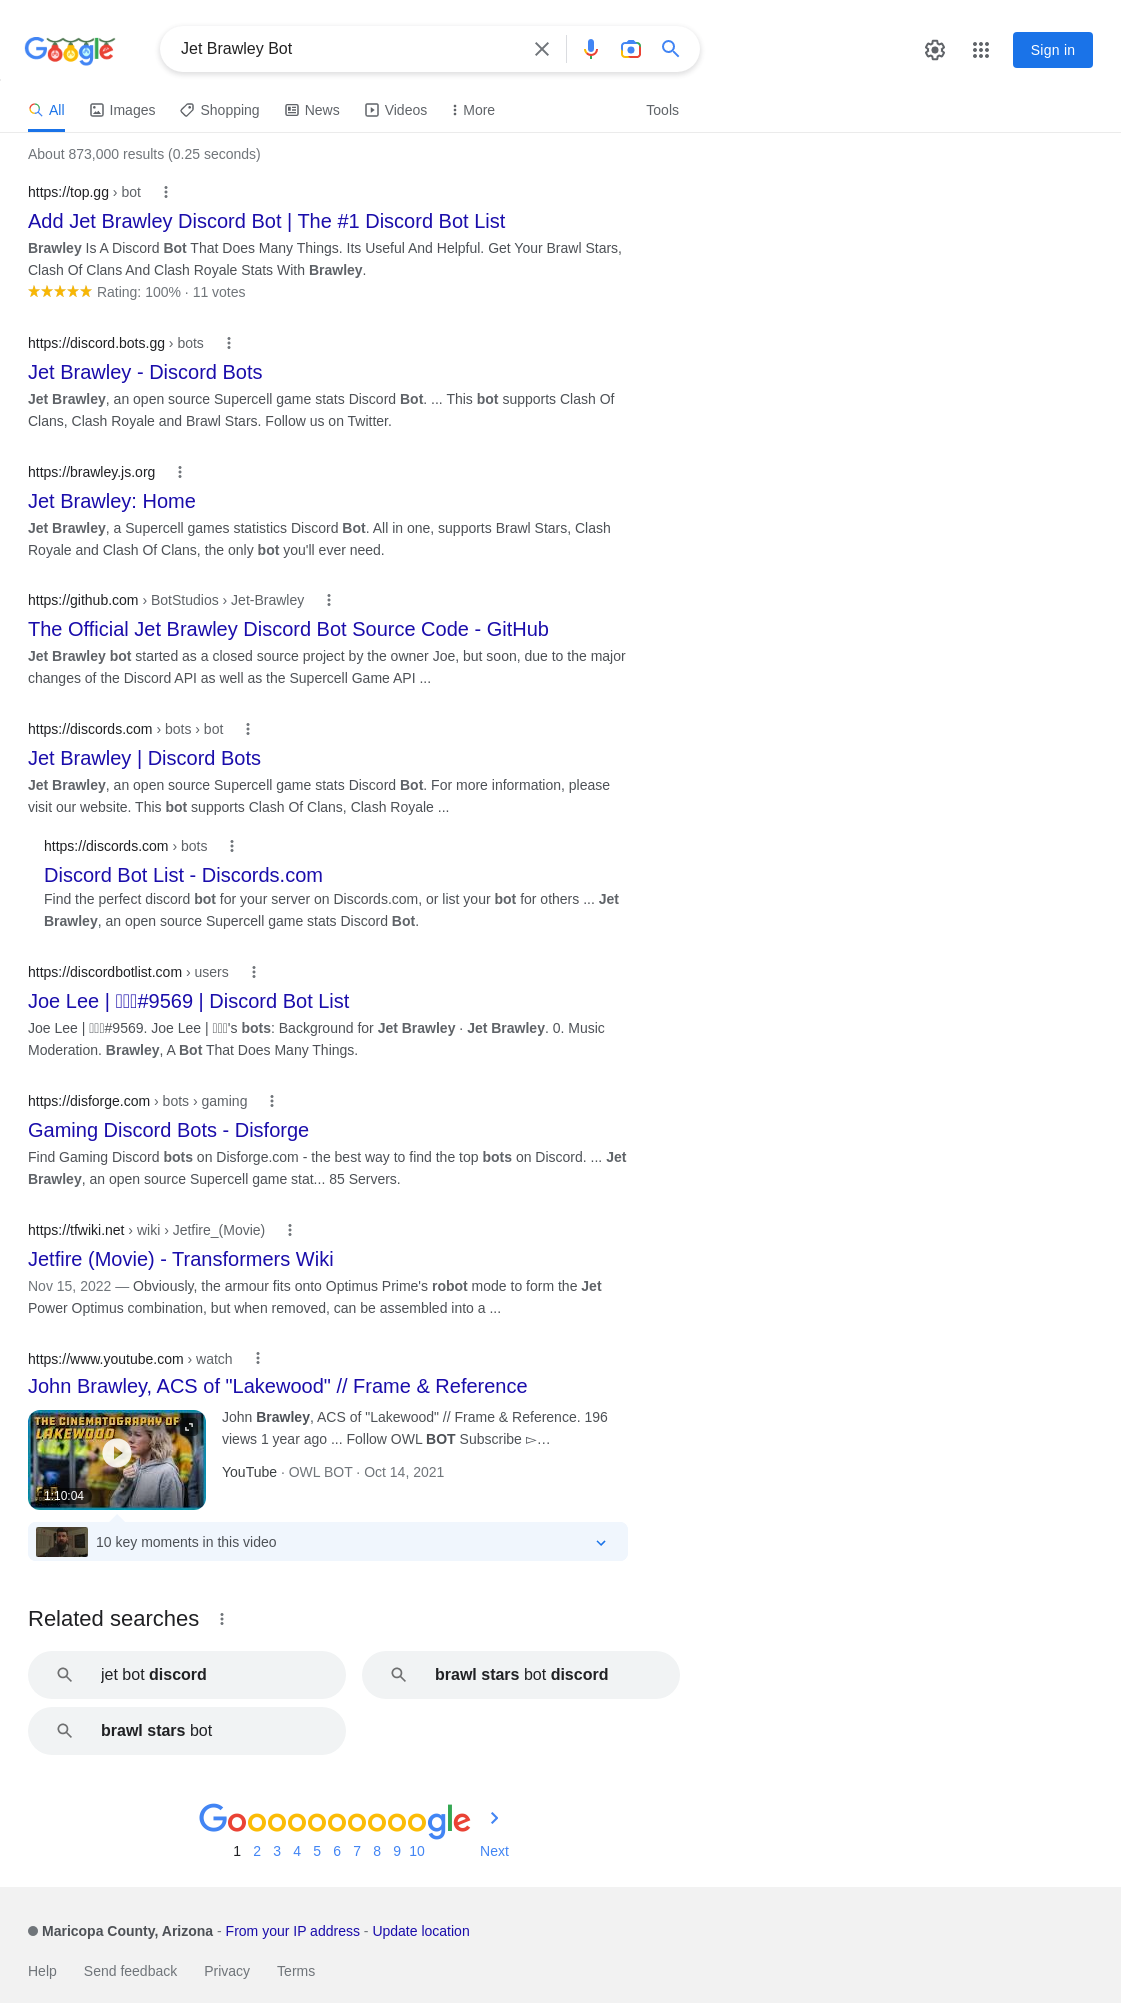 Google
Jet Brawley Bot
Sign in
All
Images
Shopping
News
Videos
More
Tools
About 873,000 results (0.25 seconds)
https://top.gg › bot
Add Jet Brawley Discord Bot | The #1 Discord Bot List
Brawley Is A Discord Bot That Does Many Things. Its Useful And Helpful. Get Your Brawl Stars,
Clash Of Clans And Clash Royale Stats With Brawley.
Rating: 100% · 11 votes
https://discord.bots.gg › bots
Jet Brawley - Discord Bots
Jet Brawley, an open source Supercell game stats Discord Bot. ... This bot supports Clash Of
Clans, Clash Royale and Brawl Stars. Follow us on Twitter.
https://brawley.js.org
Jet Brawley: Home
Jet Brawley, a Supercell games statistics Discord Bot. All in one, supports Brawl Stars, Clash
Royale and Clash Of Clans, the only bot you'll ever need.
https://github.com › BotStudios › Jet-Brawley
The Official Jet Brawley Discord Bot Source Code - GitHub
Jet Brawley bot started as a closed source project by the owner Joe, but soon, due to the major
changes of the Discord API as well as the Supercell Game API ...
https://discords.com › bots › bot
Jet Brawley | Discord Bots
Jet Brawley, an open source Supercell game stats Discord Bot. For more information, please
visit our website. This bot supports Clash Of Clans, Clash Royale ...
https://discords.com › bots
Discord Bot List - Discords.com
Find the perfect discord bot for your server on Discords.com, or list your bot for others ... Jet
Brawley, an open source Supercell game stats Discord Bot.
https://discordbotlist.com › users
Joe Lee | #9569 | Discord Bot List
Joe Lee | #9569. Joe Lee | 's bots: Background for Jet Brawley · Jet Brawley. 0. Music
Moderation. Brawley, A Bot That Does Many Things.
https://disforge.com › bots › gaming
Gaming Discord Bots - Disforge
Find Gaming Discord bots on Disforge.com - the best way to find the top bots on Discord. ... Jet
Brawley, an open source Supercell game stat... 85 Servers.
https://tfwiki.net › wiki › Jetfire_(Movie)
Jetfire (Movie) - Transformers Wiki
Nov 15, 2022 — Obviously, the armour fits onto Optimus Prime's robot mode to form the Jet
Power Optimus combination, but when removed, can be assembled into a ...
https://www.youtube.com › watch
John Brawley, ACS of "Lakewood" // Frame & Reference
THE CINEMATOGRAPHY OF
LAKEWOOD
1:10:04
John Brawley, ACS of "Lakewood" // Frame & Reference. 196
views 1 year ago ... Follow OWL BOT Subscribe ▻…
YouTube · OWL BOT · Oct 14, 2021
10 key moments in this video
Related searches
jet bot discord
brawl stars bot discord
brawl stars bot
Goooooooooogle
1 2 3 4 5 6 7 8 9 10 Next
Maricopa County, Arizona - From your IP address - Update location
Help Send feedback Privacy Terms